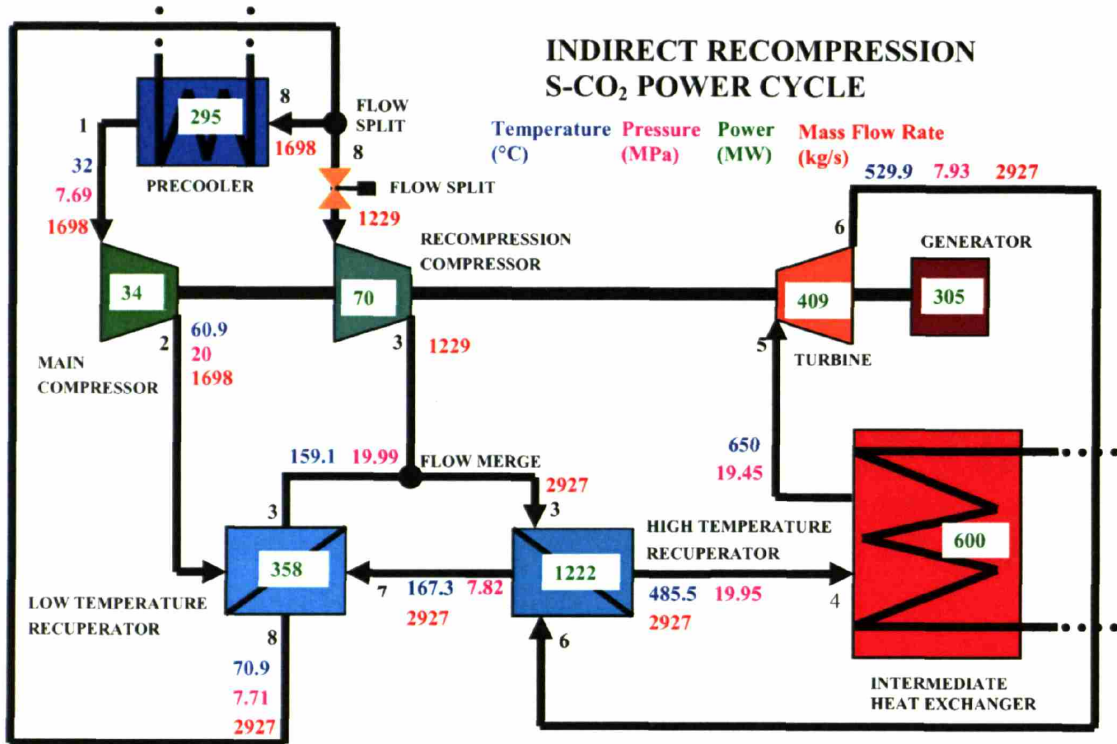 INDIRECT RECOMPRESSION
S-CO₂ POWER CYCLE
Temperature Pressure Power Mass Flow Rate
(°C) (MPa) (MW) (kg/s)
295
8
FLOW
SPLIT
1
1698
8
32
PRECOOLER
FLOW SPLIT
529.9 7.93 2927
7.69
1698
1229
6
RECOMPRESSION
COMPRESSOR
GENERATOR
34
70
409
305
2
60.9
3
1229
5
TURBINE
20
MAIN
COMPRESSOR
1698
650
19.45
159.1 19.99
FLOW MERGE
2927
3
3
HIGH TEMPERATURE
RECUPERATOR
600
358
1222
7
167.3 7.82
2927
485.5 19.95
2927
4
LOW TEMPERATURE
RECUPERATOR
8
6
70.9
7.71
2927
INTERMEDIATE
HEAT EXCHANGER